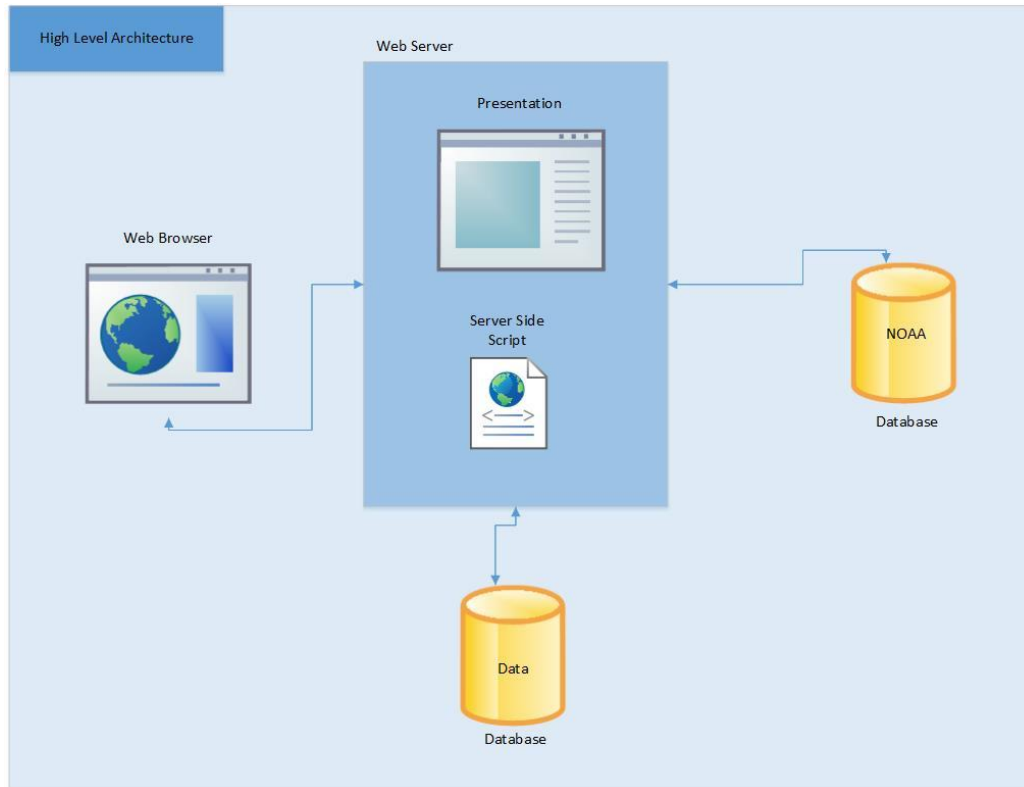 High Level Architecture
Web Server
Presentation
Web Browser
Server Side
Script
NOAA
Database
Data
Database